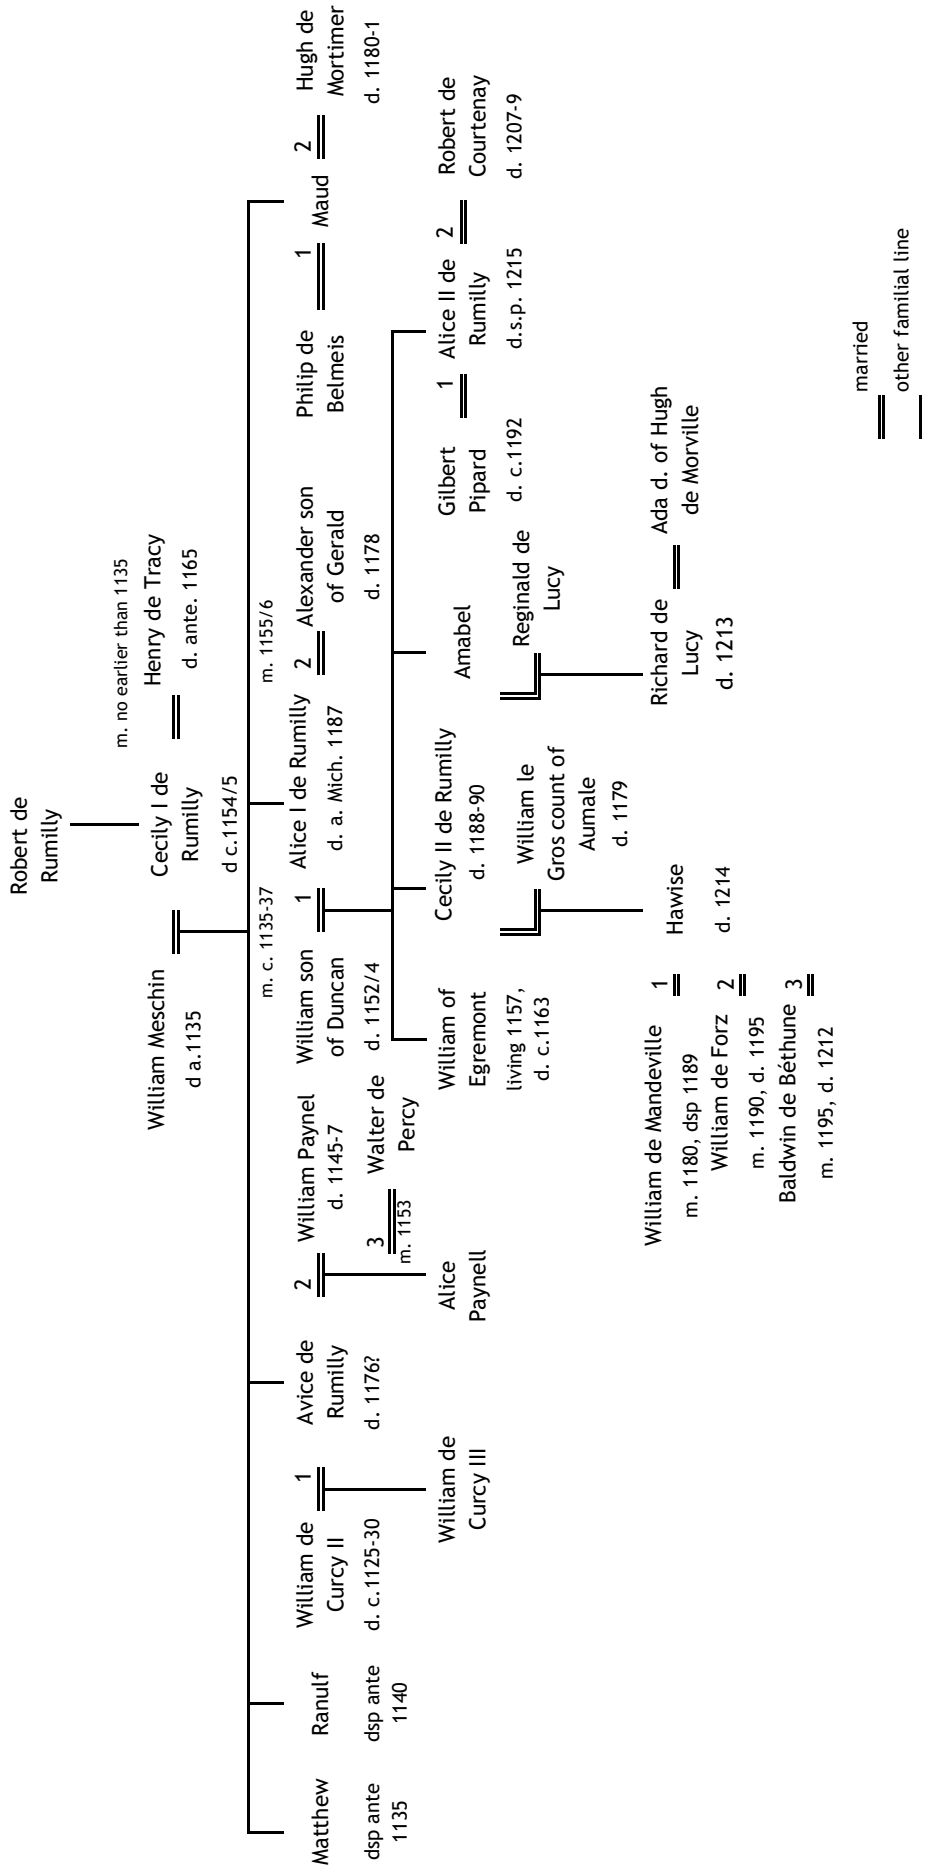 Robert de
Rumilly
m. no earlier than 1135
William Meschin
d a.1135
Cecily I de
Rumilly
d c.1154/5
Henry de Tracy
d. ante. 1165
m. c. 1135-37
m. 1155/6
Matthew
dsp ante
1135
Ranulf
dsp ante
1140
William de
Curcy II
d. c.1125-30
1
Avice de
Rumilly
d. 1176?
2
William Paynel
d. 1145-7
3
m. 1153
Walter de
Percy
William son
of Duncan
d. 1152/4
1
Alice I de Rumilly
d. a. Mich. 1187
2
Alexander son
of Gerald
d. 1178
Philip de
Belmeis
1
Maud
2
Hugh de
Mortimer
d. 1180-1
William de
Curcy III
Alice
Paynell
William of
Egremont
living 1157,
d. c.1163
Cecily II de Rumilly
d. 1188-90
William le
Gros count of
Aumale
d. 1179
Amabel
Reginald de
Lucy
Gilbert
Pipard
d. c.1192
1
Alice II de
Rumilly
d.s.p. 1215
2
Robert de
Courtenay
d. 1207-9
William de Mandeville
m. 1180, dsp 1189
1
William de Forz
m. 1190, d. 1195
2
Baldwin de Béthune
m. 1195, d. 1212
3
Hawise
d. 1214
Richard de
Lucy
d. 1213
Ada d. of Hugh
de Morville
married
other familial line